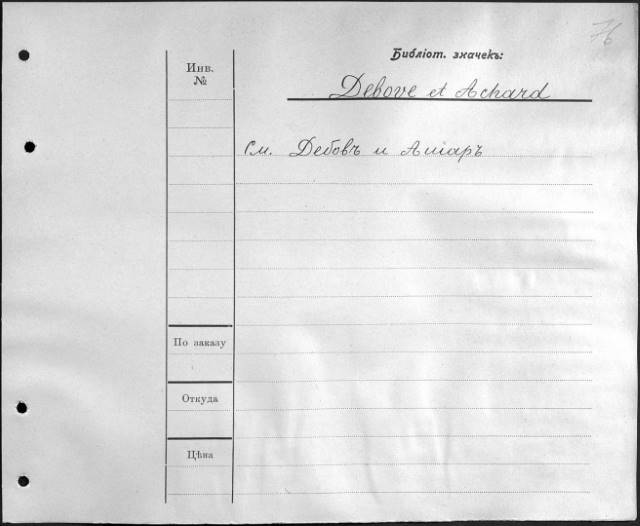 76
Библіот. значекъ:
Инв.
№
Debove et Achard
См. Дебовъ и Ашаръ
По заказу
Откуда
Цѣна